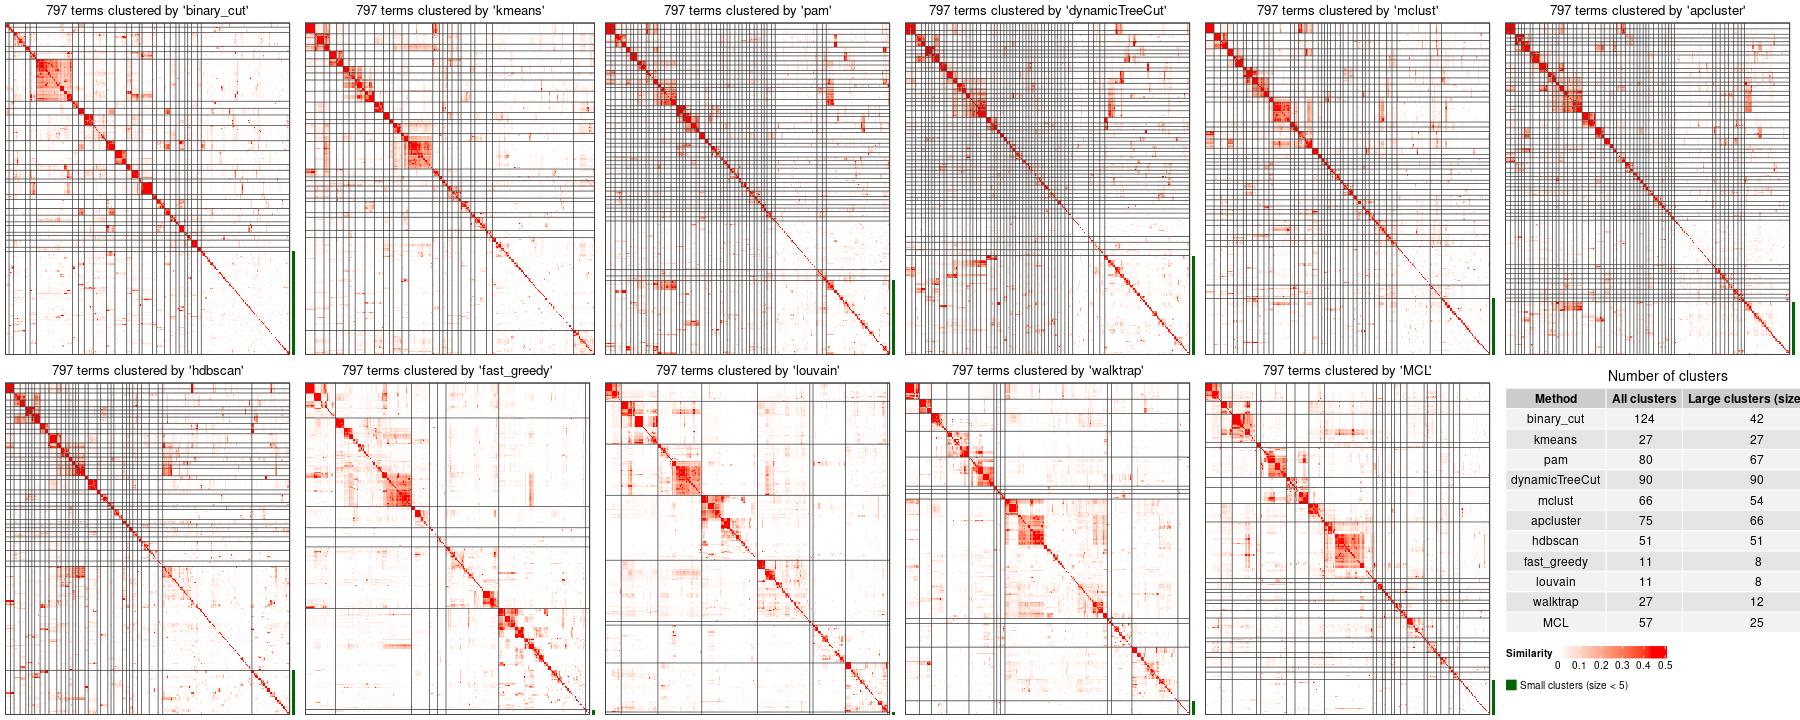 797 terms clustered by 'binary_cut'
797 terms clustered by 'kmeans'
797 terms clustered by 'pam'
797 terms clustered by 'dynamicTreeCut'
797 terms clustered by 'mclust'
797 terms clustered by 'apcluster'
797 terms clustered by 'hdbscan'
797 terms clustered by 'fast_greedy'
797 terms clustered by 'louvain'
797 terms clustered by 'walktrap'
797 terms clustered by 'MCL'
Number of clusters
Method All clusters Large clusters (size
binary_cut 124 42
kmeans 27 27
pam 80 67
dynamicTreeCut 90 90
mclust 66 54
apcluster 75 66
hdbscan 51 51
fast_greedy 11 8
louvain 11 8
walktrap 27 12
MCL 57 25
Similarity
0 0.1 0.2 0.3 0.4 0.5
Small clusters (size < 5)